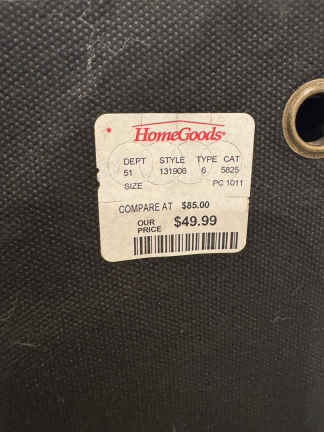 HomeGoods
DEPT STYLE TYPE CAT
51 131906 6 5825
SIZE PC 1011
COMPARE AT $85.00
OUR PRICE $49.99